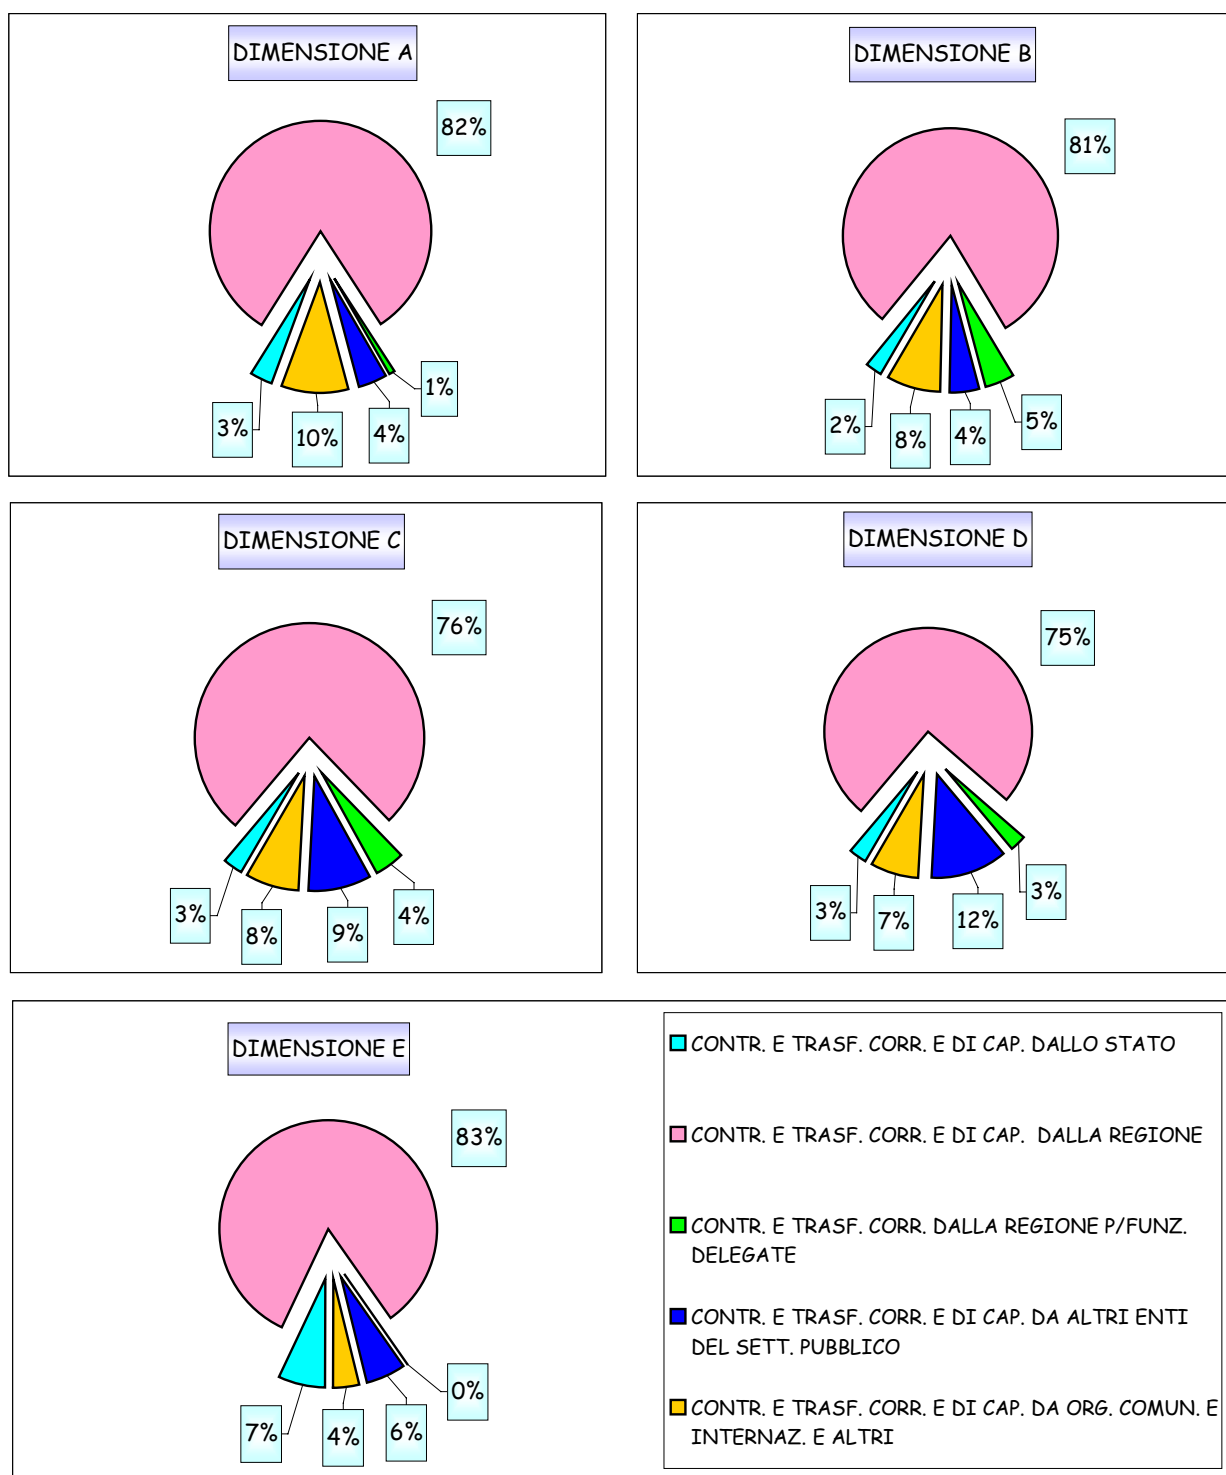 DIMENSIONE A
82%
3%
10%
4%
1%
DIMENSIONE B
81%
2%
8%
4%
5%
DIMENSIONE C
76%
3%
8%
9%
4%
DIMENSIONE D
75%
3%
7%
12%
3%
DIMENSIONE E
83%
7%
4%
6%
0%
CONTR. E TRASF. CORR. E DI CAP. DALLO STATO
CONTR. E TRASF. CORR. E DI CAP. DALLA REGIONE
CONTR. E TRASF. CORR. DALLA REGIONE P/FUNZ.
DELEGATE
CONTR. E TRASF. CORR. E DI CAP. DA ALTRI ENTI
DEL SETT. PUBBLICO
CONTR. E TRASF. CORR. E DI CAP. DA ORG. COMUN. E
INTERNAZ. E ALTRI